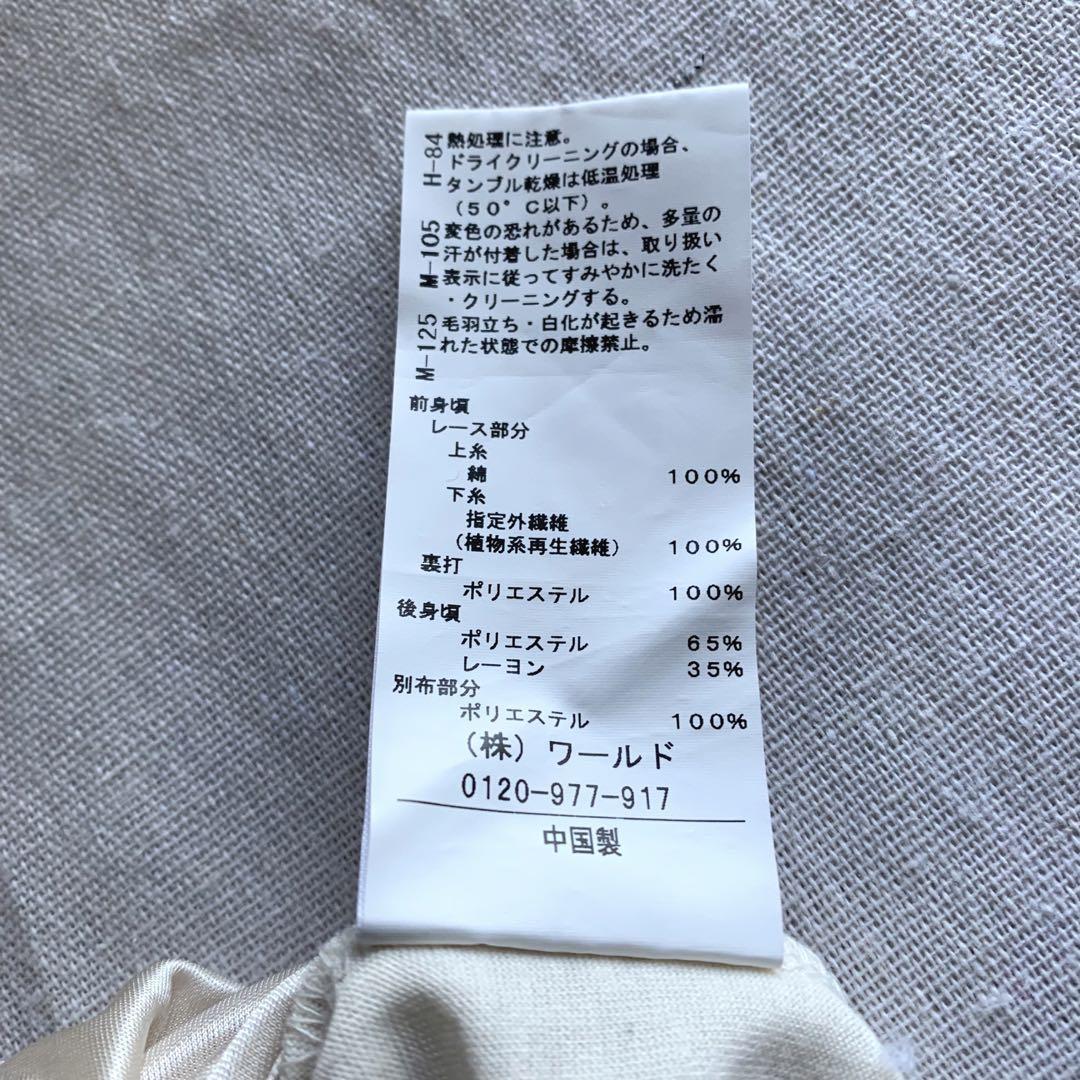 H-84 熱処理に注意。
ドライクリーニングの場合、
タンブル乾燥は低温処理
（50°C以下）。
M-105 変色の恐れがあるため、多量の
汗が付着した場合は、取り扱い
表示に従ってすみやかに洗たく
・クリーニングする。
M-125 毛羽立ち・白化が起きるため濡
れた状態での摩擦禁止。
前身頃
レース部分
上糸
綿 100%
下糸
指定外繊維
（植物系再生繊維） 100%
裏打
ポリエステル 100%
後身頃
ポリエステル 65%
レーヨン 35%
別布部分
ポリエステル 100%
（株）ワールド
0120-977-917
中国製